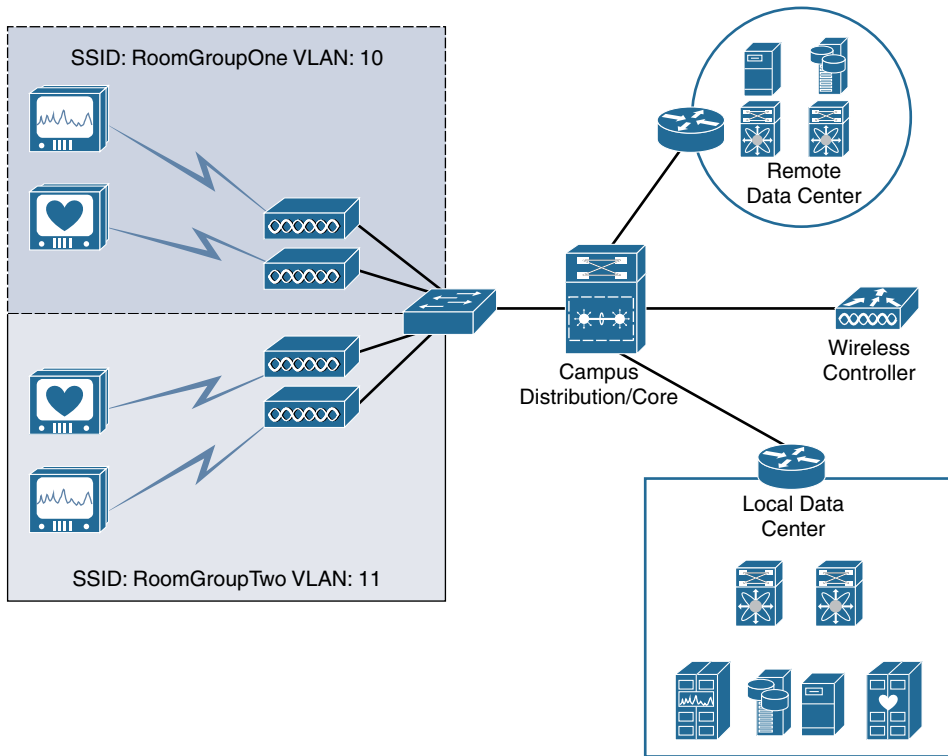 SSID: RoomGroupOne VLAN: 10
Remote
Data Center
Campus
Distribution/Core
Wireless
Controller
Local Data
Center
SSID: RoomGroupTwo VLAN: 11